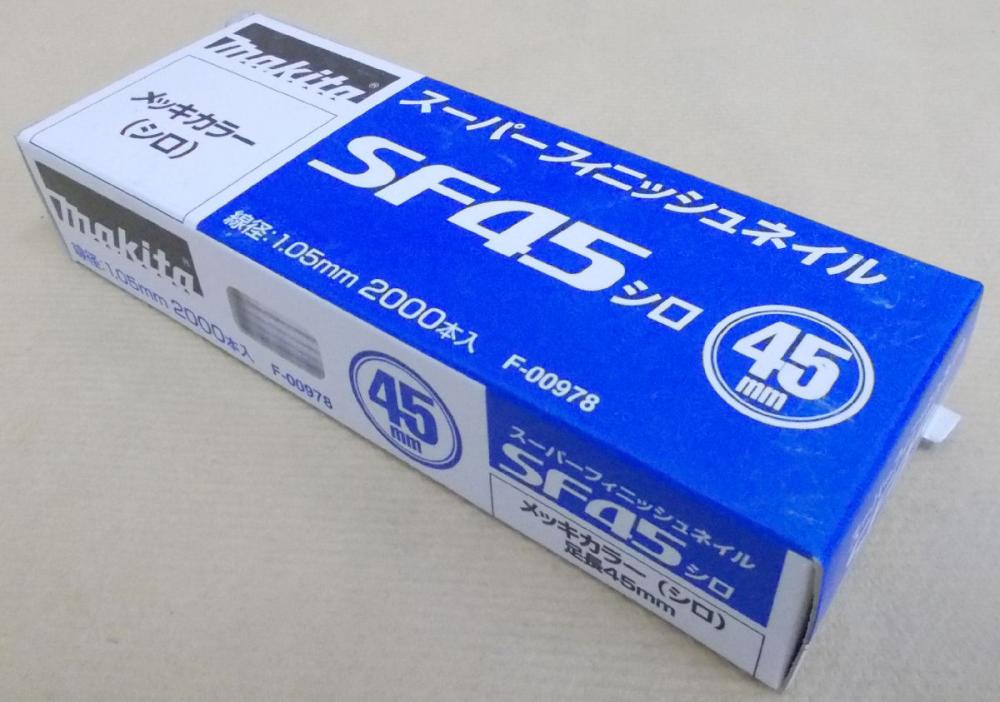 makita®
メッキカラー
(シロ)
スーパーフィニッシュネイル
SF45シロ
線径:1.05mm 2000本入
F-00978
45
mm
makita®
線径:1.05mm 2000本入
F-00978
45
mm
スーパーフィニッシュネイル
SF45シロ
メッキカラー(シロ)
足長45mm